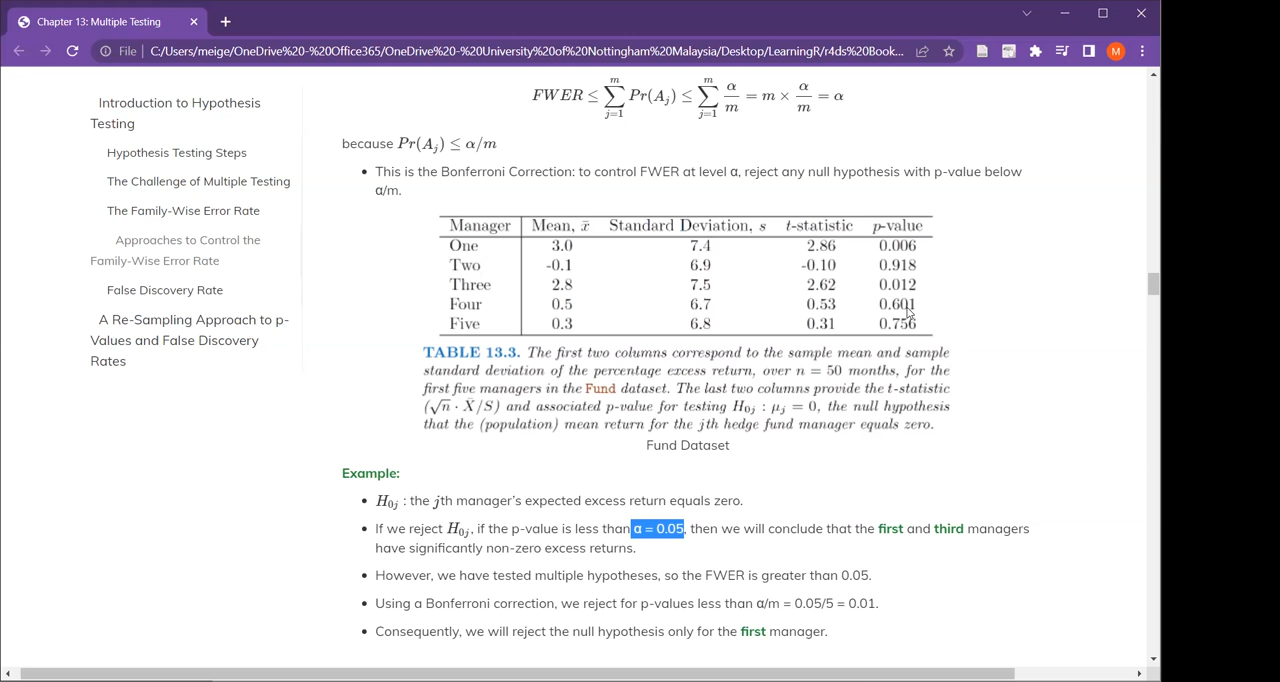 Chapter 13: Multiple Testing
File
C:/Users/meige/OneDrive%20-%20Office365/OneDrive%20-%20University%20of%20Nottingham%20Malaysia/Desktop/LearningR/r4ds%20Book...
M
Introduction to Hypothesis
Testing
Hypothesis Testing Steps
The Challenge of Multiple Testing
The Family-Wise Error Rate
Approaches to Control the
Family-Wise Error Rate
False Discovery Rate
A Re-Sampling Approach to p-
Values and False Discovery
Rates
FWER ≤ ∑_{j=1}^{m} Pr(A_j) ≤ ∑_{j=1}^{m} α/m = m × α/m = α
because Pr(A_j) ≤ α/m
• This is the Bonferroni Correction: to control FWER at level α, reject any null hypothesis with p-value below
α/m.
Manager Mean, x̄ Standard Deviation, s t-statistic p-value
One 3.0 7.4 2.86 0.006
Two -0.1 6.9 -0.10 0.918
Three 2.8 7.5 2.62 0.012
Four 0.5 6.7 0.53 0.601
Five 0.3 6.8 0.31 0.756
TABLE 13.3. The first two columns correspond to the sample mean and sample
standard deviation of the percentage excess return, over n = 50 months, for the
first five managers in the Fund dataset. The last two columns provide the t-statistic
(√n · X̄/S) and associated p-value for testing H_{0j} : μ_j = 0, the null hypothesis
that the (population) mean return for the jth hedge fund manager equals zero.
Fund Dataset
Example:
• H_{0j} : the jth manager's expected excess return equals zero.
• If we reject H_{0j}, if the p-value is less than α = 0.05, then we will conclude that the first and third managers
have significantly non-zero excess returns.
• However, we have tested multiple hypotheses, so the FWER is greater than 0.05.
• Using a Bonferroni correction, we reject for p-values less than α/m = 0.05/5 = 0.01.
• Consequently, we will reject the null hypothesis only for the first manager.